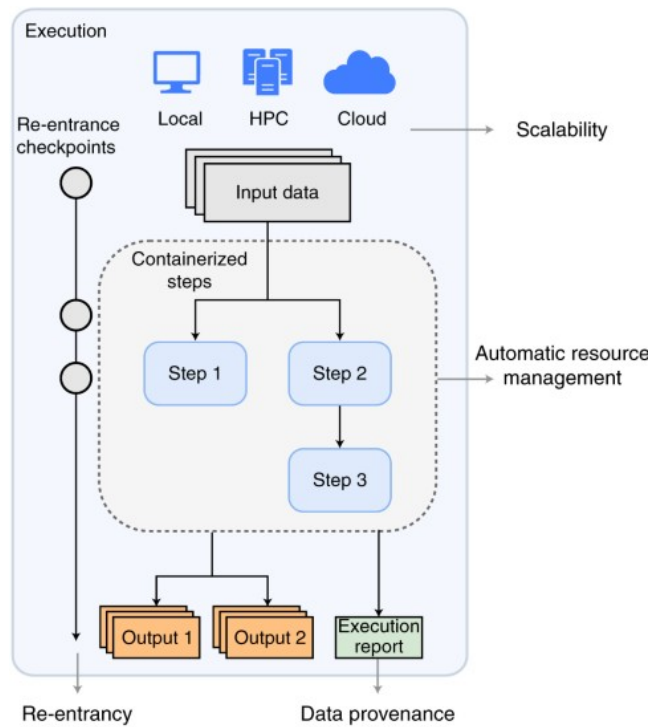 Execution
Local
HPC
Cloud
Re-entrance
checkpoints
Scalability
Input data
Containerized
steps
Step 1
Step 2
Automatic resource
management
Step 3
Output 1
Output 2
Execution
report
Re-entrancy
Data provenance